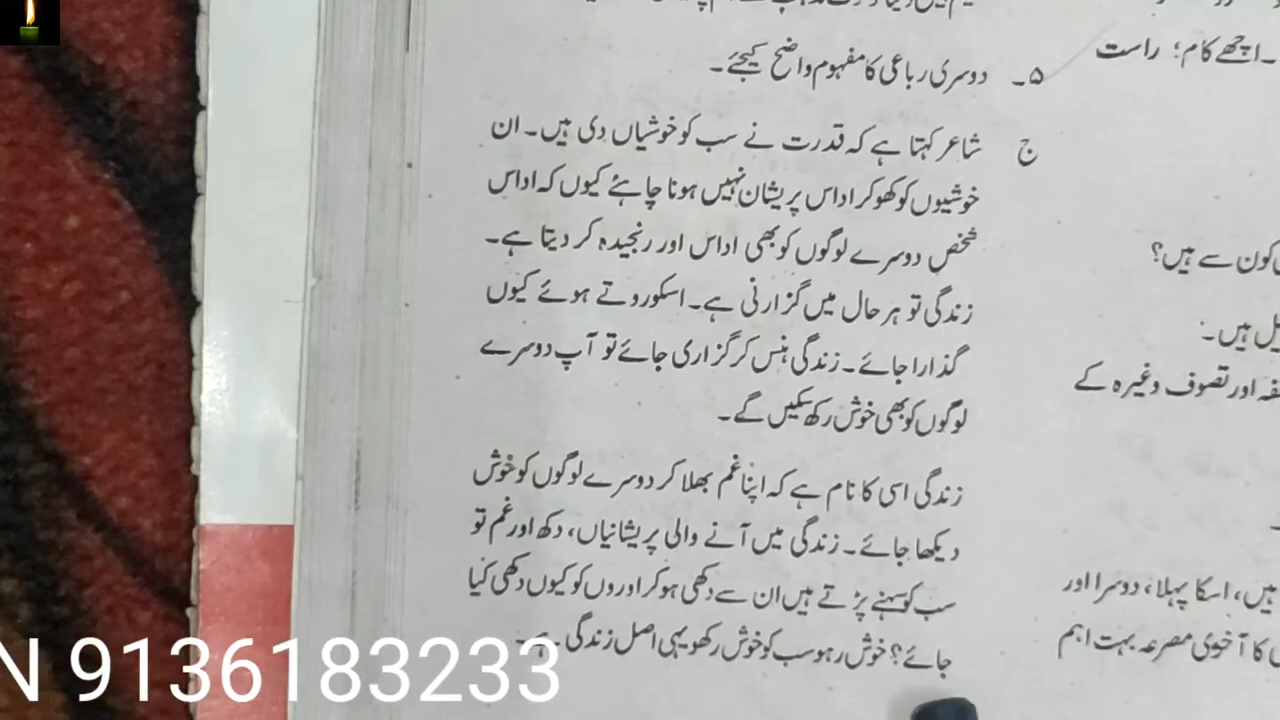 ۵۔ دوسری رباعی کا مفہوم واضح کیجئے۔
ج شاعر کہتا ہے کہ قدرت نے سب کو خوشیاں دی ہیں۔ ان
خوشیوں کو کھو کر اداس پریشان نہیں ہونا چاہئے کیوں کہ اداس
شخص دوسرے لوگوں کو بھی اداس اور رنجیدہ کر دیتا ہے۔
زندگی تو ہر حال میں گزارنی ہے۔ اسکو روتے ہوئے کیوں
گذارا جائے۔ زندگی ہنس کر گزاری جائے تو آپ دوسرے
لوگوں کو بھی خوش رکھ سکیں گے۔
زندگی اسی کا نام ہے کہ اپنا غم بھلا کر دوسرے لوگوں کو خوش
دیکھا جائے۔ زندگی میں آنے والی پریشانیاں، دکھ اور غم تو
سب کو سہنے پڑتے ہیں ان سے دکھی ہو کر اوروں کو کیوں دکھی کیا
جائے؟ خوش رہو سب کو خوش رکھو یہی اصل زندگی ہے۔
۔اچھے کام؛ راست
کون سے ہیں؟
ہیں۔
اور تصوف وغیرہ کے
ہیں، اسکا پہلا، دوسرا اور
کا آخوی مصرعہ بہت اہم
N 9136183233